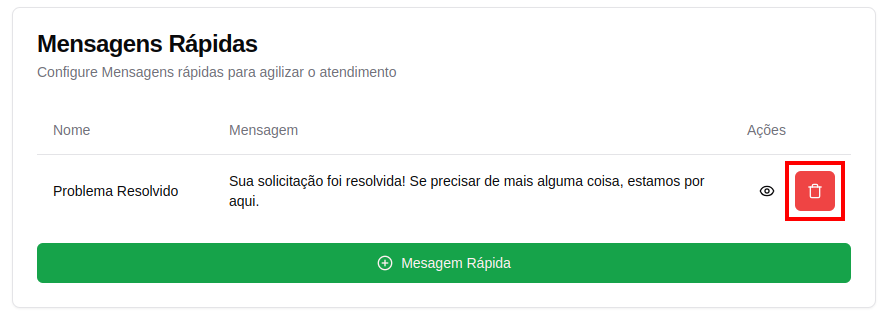 Mensagens Rápidas
Configure Mensagens rápidas para agilizar o atendimento
Nome Mensagem Ações
Problema Resolvido
Sua solicitação foi resolvida! Se precisar de mais alguma coisa, estamos por
aqui.
Mesagem Rápida